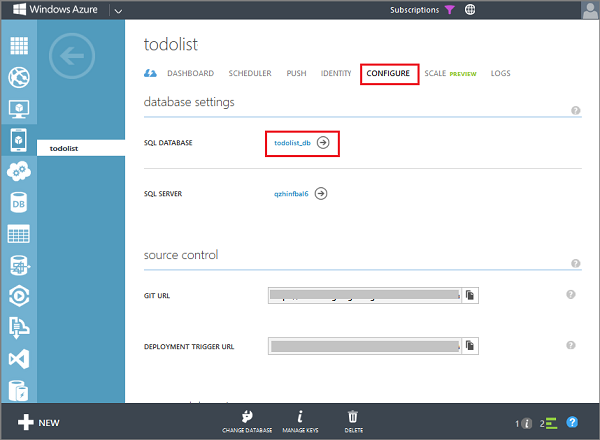 Windows Azure
Subscriptions
todolist
DASHBOARD SCHEDULER PUSH IDENTITY CONFIGURE SCALE PREVIEW LOGS
database settings
?
todolist
SQL DATABASE todolist_db
SQL SERVER qzhinfbal6
DB
source control
?
GIT URL
?
DEPLOYMENT TRIGGER URL
?
NEW
CHANGE DATABASE
MANAGE KEYS
DELETE
1 i 2 ?